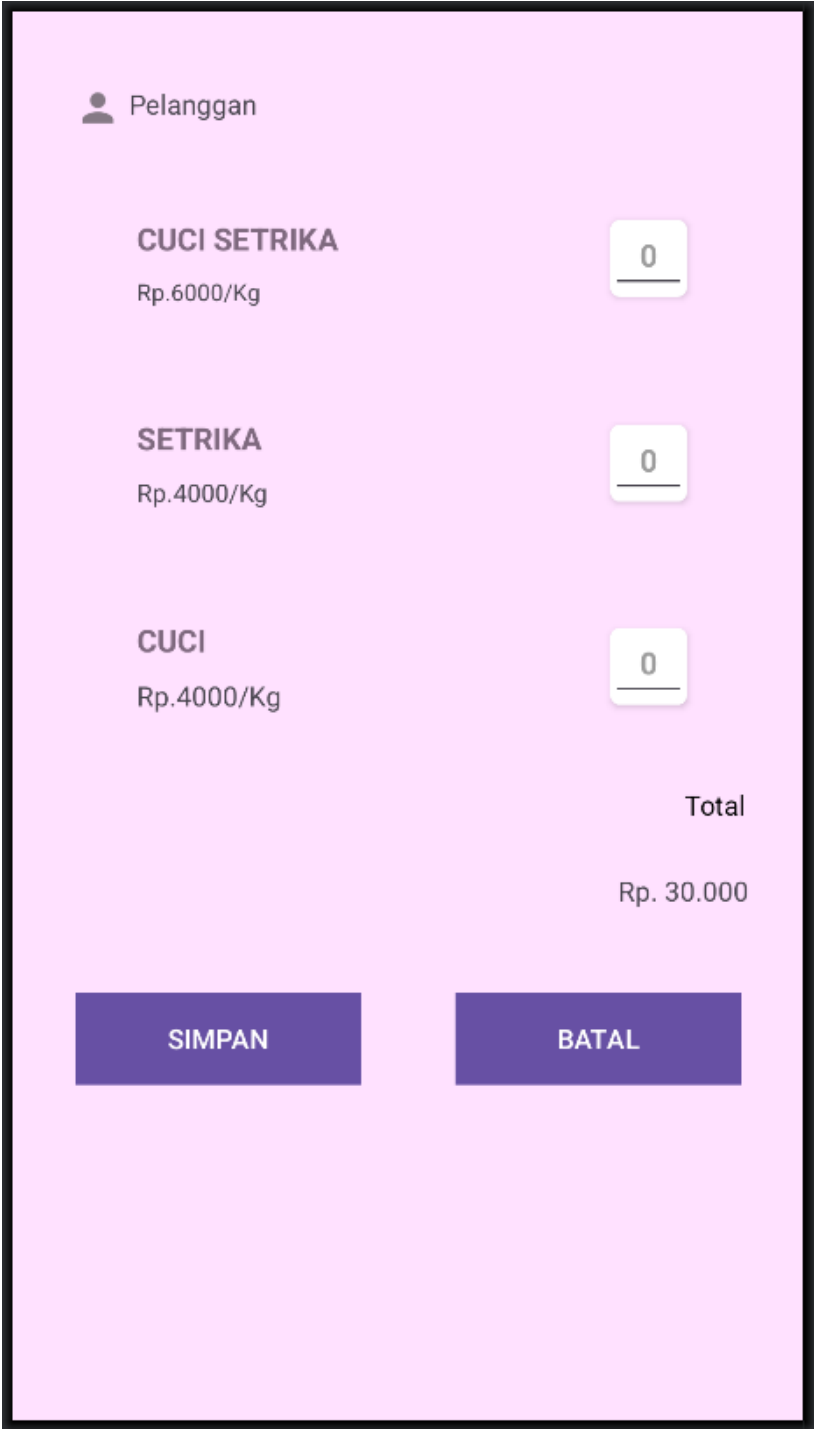 Pelanggan
CUCI SETRIKA
0
Rp.6000/Kg
SETRIKA
0
Rp.4000/Kg
CUCI
0
Rp.4000/Kg
Total
Rp. 30.000
SIMPAN
BATAL